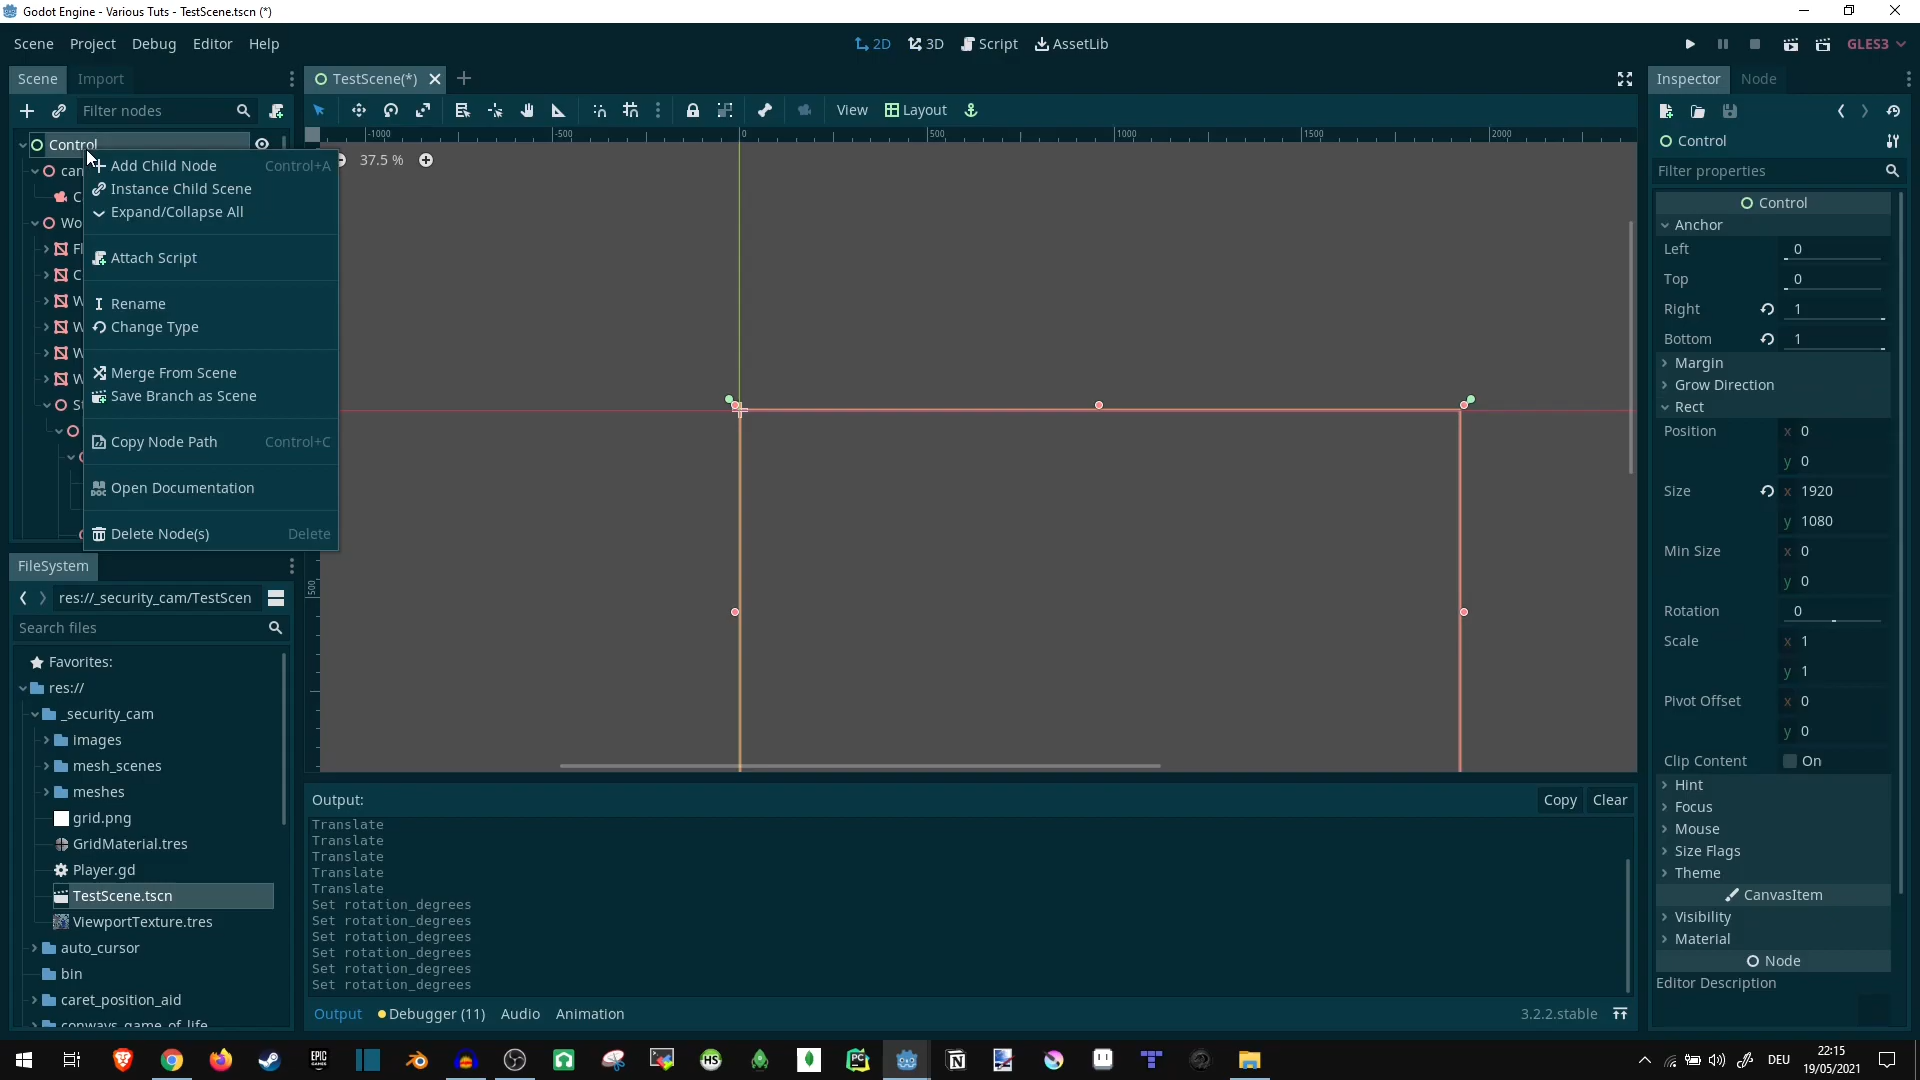 Godot Engine - Various Tuts - TestScene.tscn (*)
Scene Project Debug Editor Help
2D 3D Script AssetLib
GLES3
Scene Import
TestScene(*)
Inspector Node
Filter nodes
View Layout
-1000 -500 0 500 1000 1500 2000
Control
37.5 %
Control
Filter properties
Add Child Node Control+A
Instance Child Scene
Expand/Collapse All
Attach Script
Rename
Change Type
Merge From Scene
Save Branch as Scene
Copy Node Path Control+C
Open Documentation
Delete Node(s) Delete
can
C
Wo
Fl
C
W
W
W
W
St
500
Control
Anchor
Left 0
Top 0
Right 1
Bottom 1
Margin
Grow Direction
Rect
Position x 0
y 0
Size x 1920
y 1080
Min Size x 0
y 0
Rotation 0
Scale x 1
y 1
Pivot Offset x 0
y 0
Clip Content On
Hint
Focus
Mouse
Size Flags
Theme
CanvasItem
Visibility
Material
Node
Editor Description
FileSystem
res://_security_cam/TestScen
Search files
Favorites:
res://
_security_cam
images
mesh_scenes
meshes
grid.png
GridMaterial.tres
Player.gd
TestScene.tscn
ViewportTexture.tres
auto_cursor
bin
caret_position_aid
conways_game_of_life
Output: Copy Clear
Translate
Translate
Translate
Translate
Translate
Set rotation_degrees
Set rotation_degrees
Set rotation_degrees
Set rotation_degrees
Set rotation_degrees
Set rotation_degrees
Output Debugger (11) Audio Animation 3.2.2.stable
DEU
22:15
19/05/2021